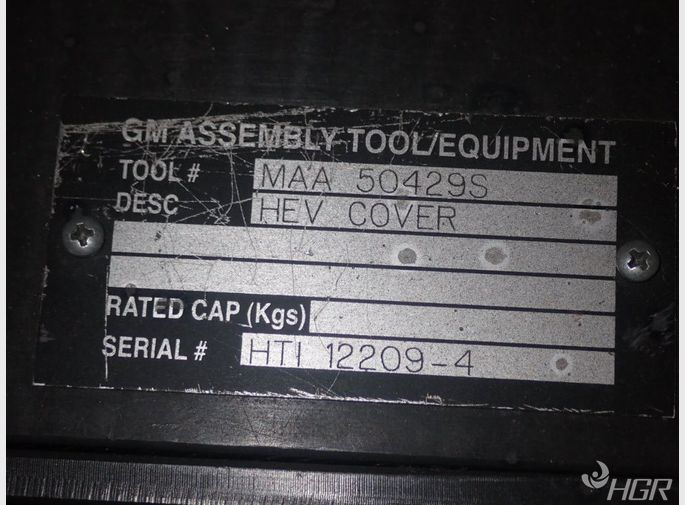 GM ASSEMBLY TOOL/EQUIPMENT
TOOL # MAA 50429S
DESC HEV COVER
RATED CAP (Kgs)
SERIAL # HTI 12209-4
HGR